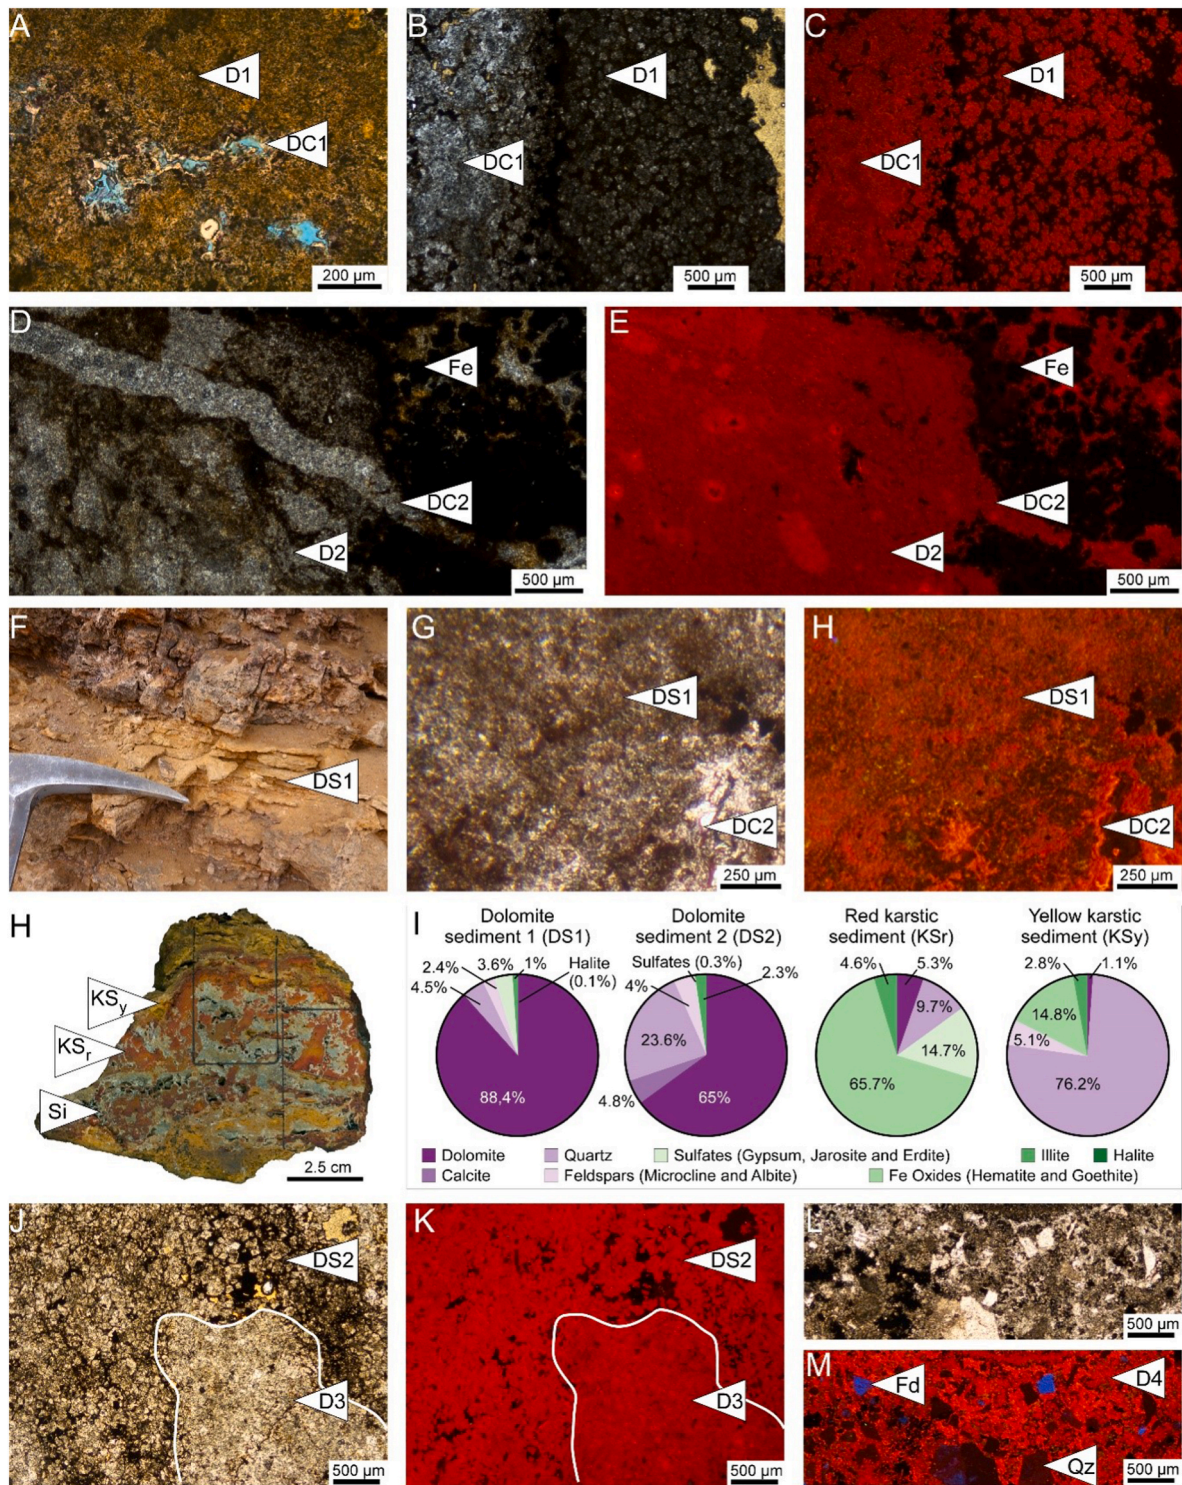 A
D1
DC1
200 µm
B
D1
DC1
500 µm
C
D1
DC1
500 µm
D
Fe
DC2
D2
500 µm
E
Fe
DC2
D2
500 µm
F
DS1
G
DS1
DC2
250 µm
H
DS1
DC2
250 µm
H
KSy
KSr
Si
2.5 cm
I
Dolomite
sediment 1 (DS1)
2.4%
3.6%
1%
Halite
(0.1%)
4.5%
88,4%
Dolomite
sediment 2 (DS2)
Sulfates (0.3%)
2.3%
4%
23.6%
4.8%
65%
Red karstic
sediment (KSr)
4.6%
5.3%
9.7%
14.7%
65.7%
Yellow karstic
sediment (KSy)
2.8%
1.1%
14.8%
5.1%
76.2%
Dolomite
Quartz
Sulfates (Gypsum, Jarosite and Erdite)
Illite
Halite
Calcite
Feldspars (Microcline and Albite)
Fe Oxides (Hematite and Goethite)
J
DS2
D3
500 µm
K
DS2
D3
500 µm
L
500 µm
M
Fd
D4
Qz
500 µm